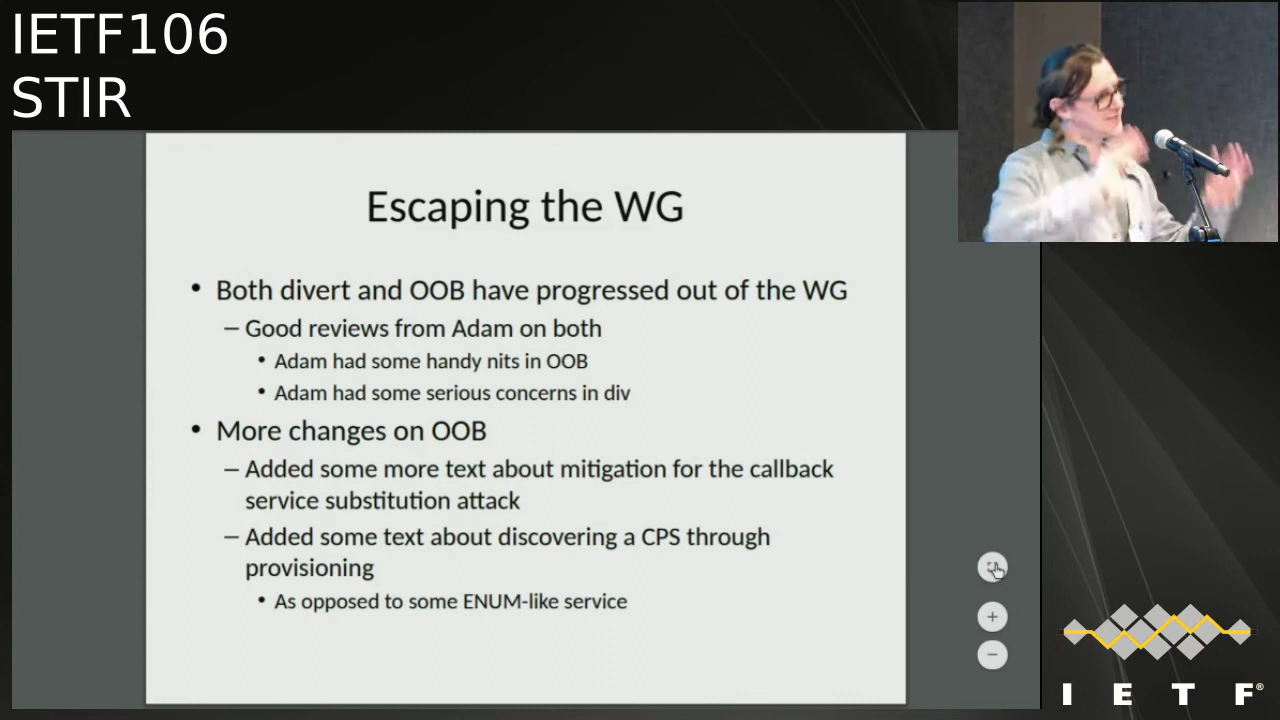 IETF106
STIR
Escaping the WG
• Both divert and OOB have progressed out of the WG
– Good reviews from Adam on both
• Adam had some handy nits in OOB
• Adam had some serious concerns in div
• More changes on OOB
– Added some more text about mitigation for the callback
service substitution attack
– Added some text about discovering a CPS through
provisioning
• As opposed to some ENUM-like service
+
−
I E T F®